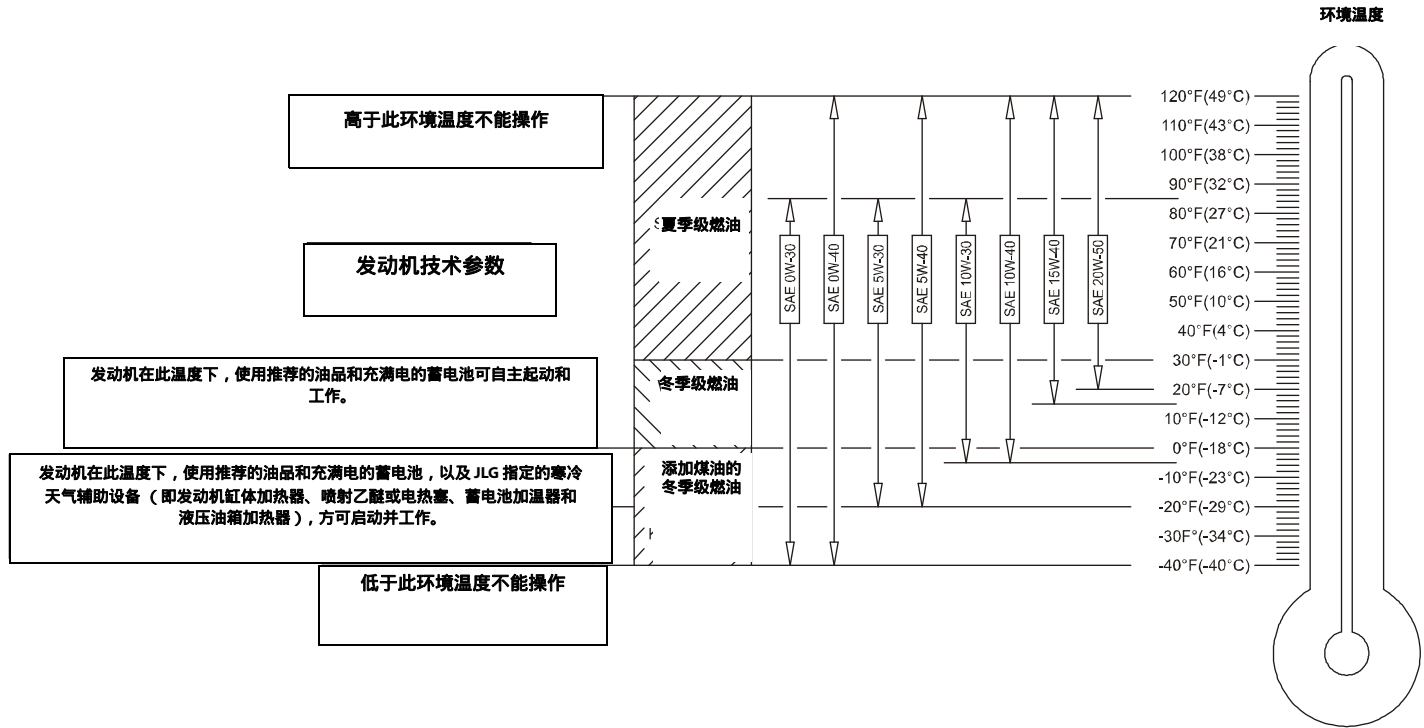 环境温度
高于此环境温度不能操作
发动机技术参数
发动机在此温度下，使用推荐的油品和充满电的蓄电池可自主起动和
工作。
发动机在此温度下，使用推荐的油品和充满电的蓄电池，以及 JLG 指定的寒冷
天气辅助设备（即发动机缸体加热器、喷射乙醚或电热塞、蓄电池加温器和
液压油箱加热器），方可启动并工作。
低于此环境温度不能操作
夏季级燃油
冬季级燃油
添加煤油的
冬季级燃油
SAE 0W-30
SAE 0W-40
SAE 5W-30
SAE 5W-40
SAE 10W-30
SAE 10W-40
SAE 15W-40
SAE 20W-50
120°F(49°C)
110°F(43°C)
100°F(38°C)
90°F(32°C)
80°F(27°C)
70°F(21°C)
60°F(16°C)
50°F(10°C)
40°F(4°C)
30°F(-1°C)
20°F(-7°C)
10°F(-12°C)
0°F(-18°C)
-10°F(-23°C)
-20°F(-29°C)
-30F°(-34°C)
-40°F(-40°C)